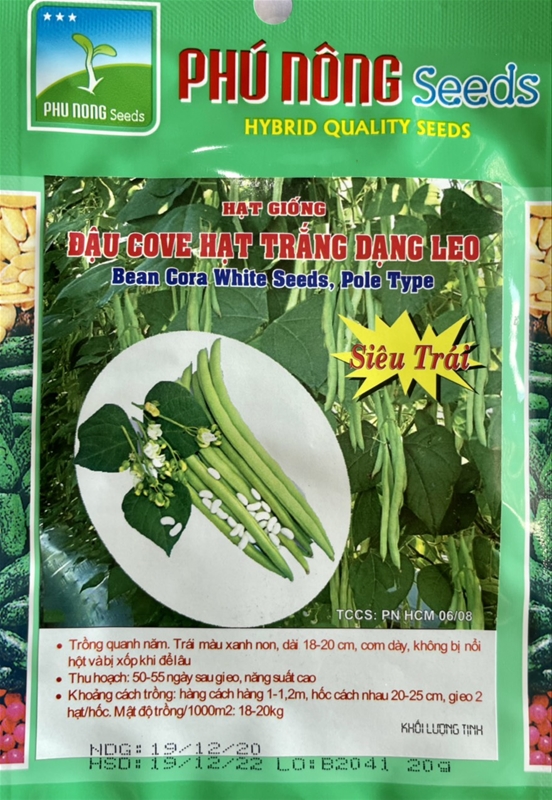 PHÚ NÔNG Seeds
PHU NONG Seeds
HYBRID QUALITY SEEDS
HẠT GIỐNG
ĐẬU COVE HẠT TRẮNG DẠNG LEO
Bean Cora White Seeds, Pole Type
Siêu Trái
TCCS: PN HCM 06/08
• Trồng quanh năm. Trái màu xanh non, dài 18-20 cm, cơm dày, không bị nổi
hột và bị xốp khi để lâu
• Thu hoạch: 50-55 ngày sau gieo, năng suất cao
• Khoảng cách trồng: hàng cách hàng 1-1,2m, hốc cách nhau 20-25 cm, gieo 2
hạt/hốc. Mật độ trồng/1000m2: 18-20kg
KHỐI LƯỢNG TỊNH
NDG: 19/12/20
HSD: 19/12/22 LO:B2041 20g